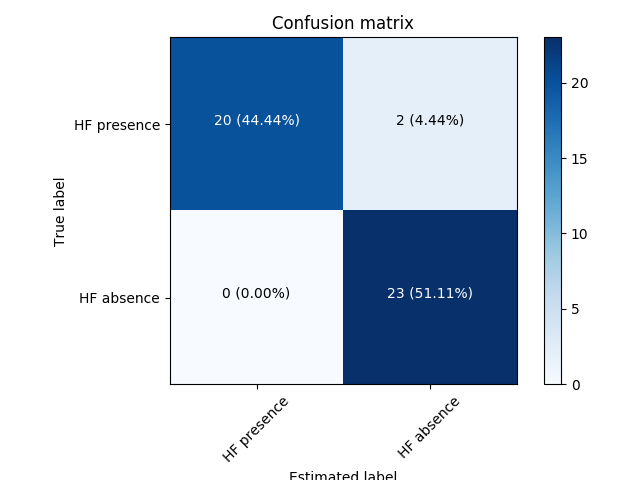 Confusion matrix
True label
HF presence
20 (44.44%)
2 (4.44%)
HF absence
0 (0.00%)
23 (51.11%)
HF presence
HF absence
Estimated label
20
15
10
5
0